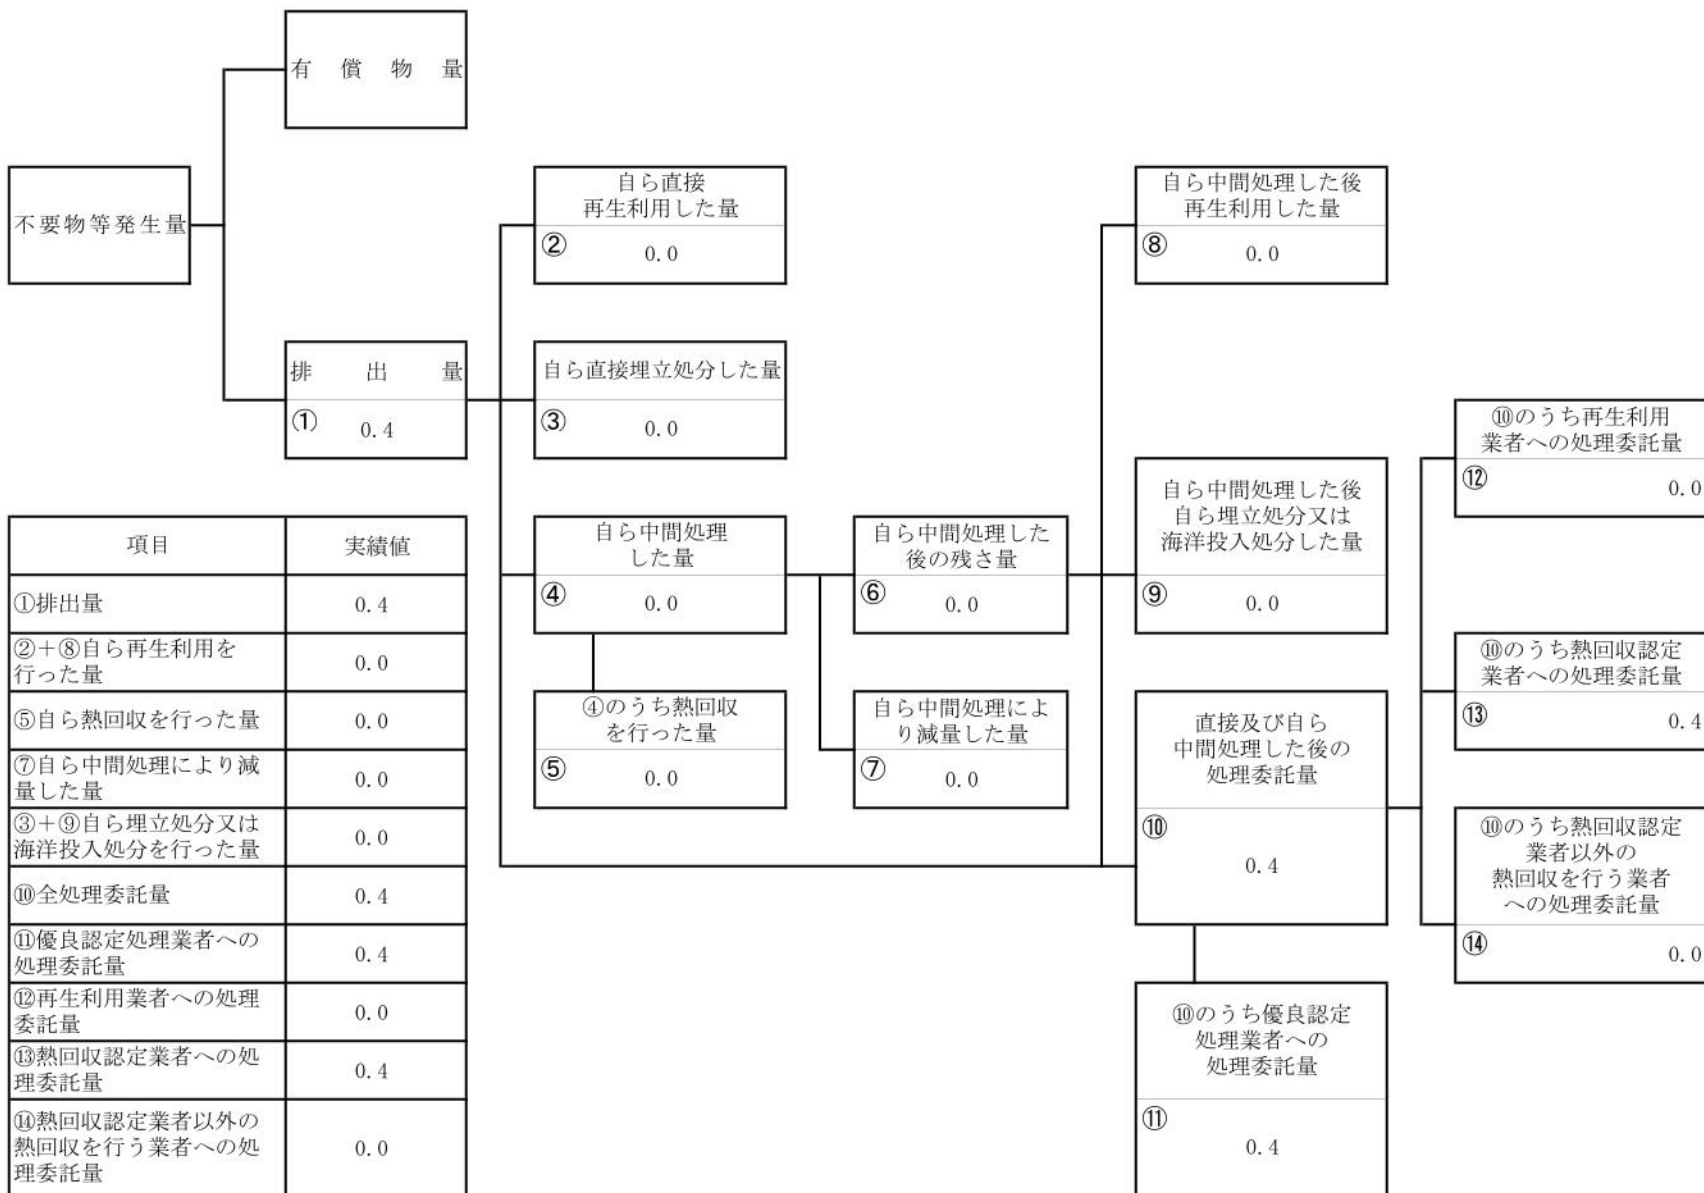 有償物量
不要物等発生量
排出量
① 0.4
自ら直接
再生利用した量
② 0.0
自ら直接埋立処分した量
③ 0.0
自ら中間処理
した量
④ 0.0
④のうち熱回収
を行った量
⑤ 0.0
自ら中間処理した
後の残さ量
⑥ 0.0
自ら中間処理によ
り減量した量
⑦ 0.0
自ら中間処理した後
再生利用した量
⑧ 0.0
自ら中間処理した後
自ら埋立処分又は
海洋投入処分した量
⑨ 0.0
直接及び自ら
中間処理した後の
処理委託量
⑩
0.4
⑩のうち優良認定
処理業者への
処理委託量
⑪
0.4
⑩のうち再生利用
業者への処理委託量
⑫ 0.0
⑩のうち熱回収認定
業者への処理委託量
⑬ 0.4
⑩のうち熱回収認定
業者以外の
熱回収を行う業者
への処理委託量
⑭ 0.0
項目 実績値
①排出量 0.4
②+⑧自ら再生利用を
行った量 0.0
⑤自ら熱回収を行った量 0.0
⑦自ら中間処理により減
量した量 0.0
③+⑨自ら埋立処分又は
海洋投入処分を行った量 0.0
⑩全処理委託量 0.4
⑪優良認定処理業者への
処理委託量 0.4
⑫再生利用業者への処理
委託量 0.0
⑬熱回収認定業者への処
理委託量 0.4
⑭熱回収認定業者以外の
熱回収を行う業者への処
理委託量 0.0